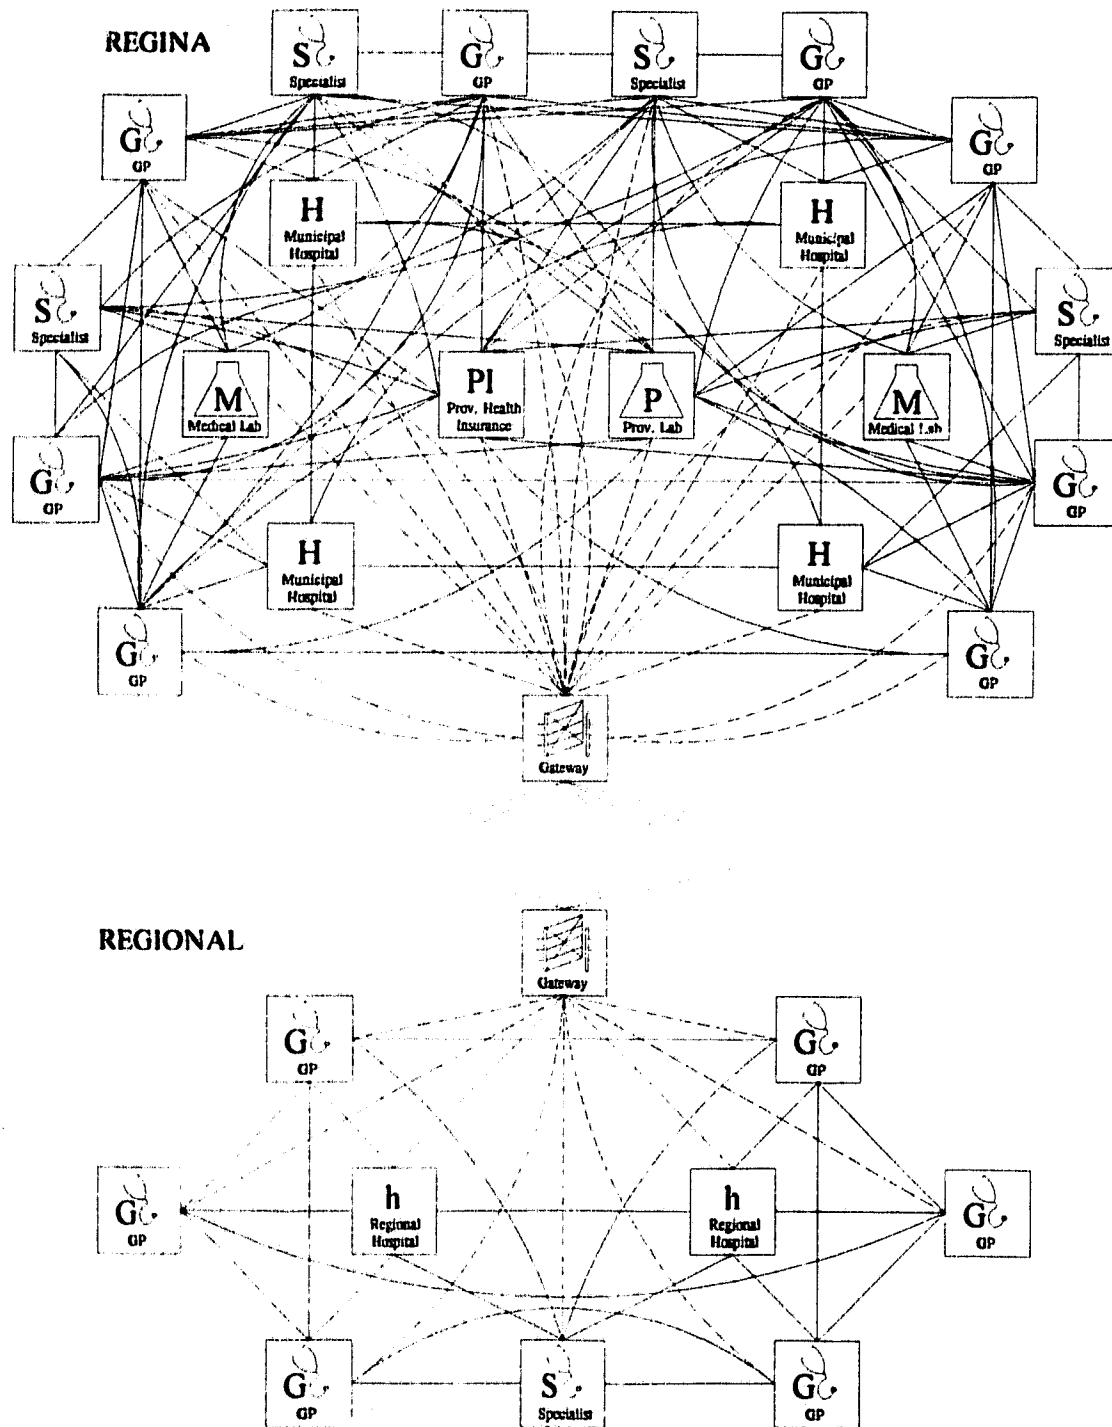 REGINA
S G S G
Specialist GP Specialist GP
G G
GP GP
H H
Municipal Municipal
Hospital Hospital
S S
Specialist Specialist
M PI P M
Prov. Health
Medical Lab Insurance Prov. Lab Medical Lab
G G
GP GP
H H
Municipal Municipal
Hospital Hospital
G G
GP GP
Gateway
REGIONAL
Gateway
G G
GP GP
G h h G
GP Regional Regional GP
Hospital Hospital
G S G
GP Specialist GP